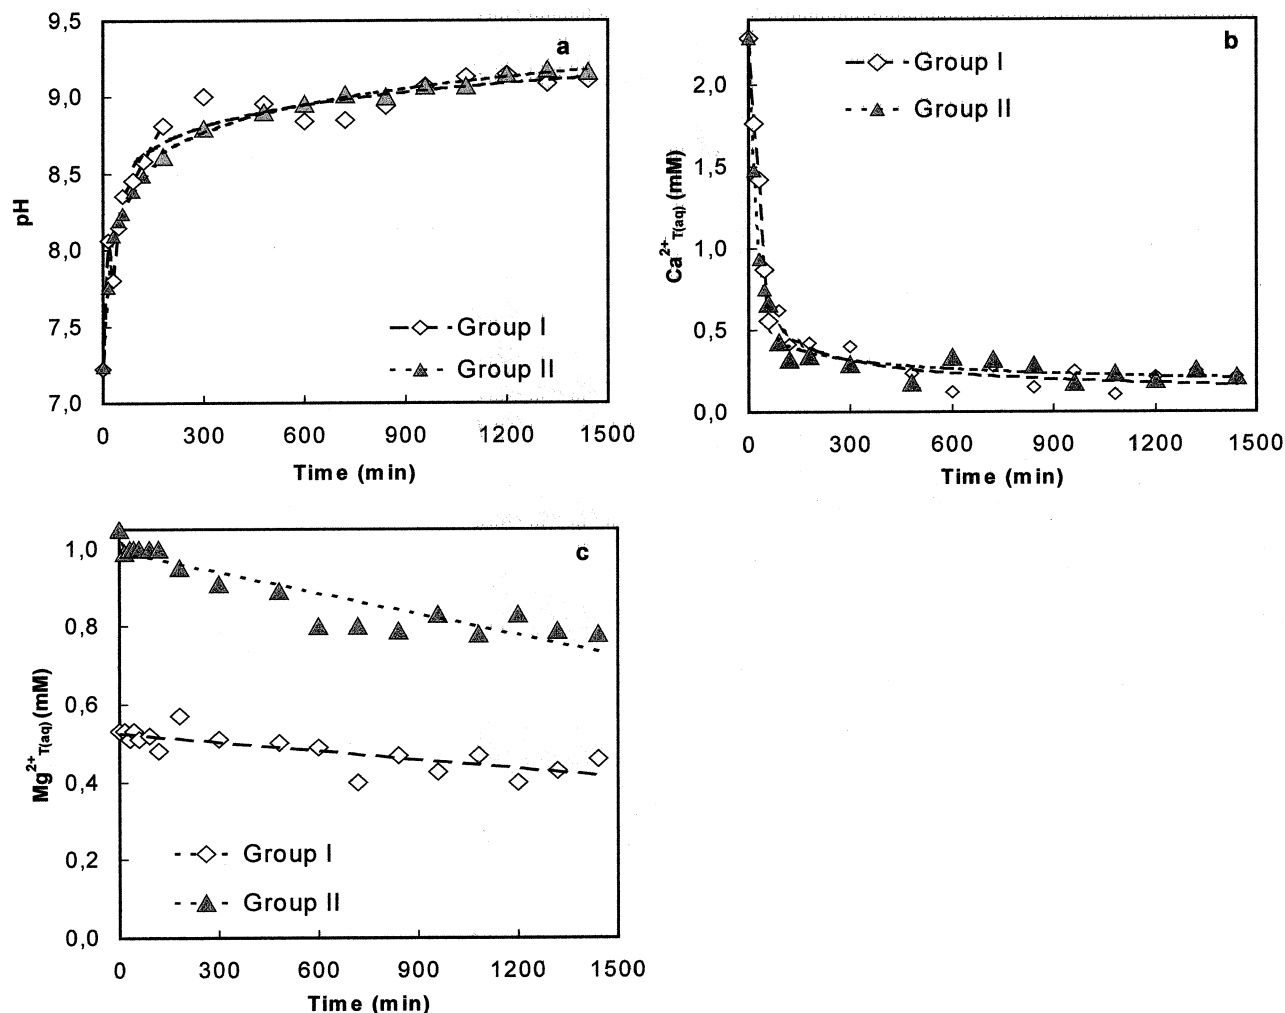 9,5
9,0
8,5
8,0
7,5
7,0
pH
a
Group I
Group II
0
300
600
900
1200
1500
Time (min)
2,0
1,5
1,0
0,5
0,0
Ca2+T(aq) (mM)
b
Group I
Group II
0
300
600
900
1200
1500
Time (min)
1,0
0,8
0,6
0,4
0,2
0,0
Mg2+T(aq) (mM)
c
Group I
Group II
0
300
600
900
1200
1500
Time (min)